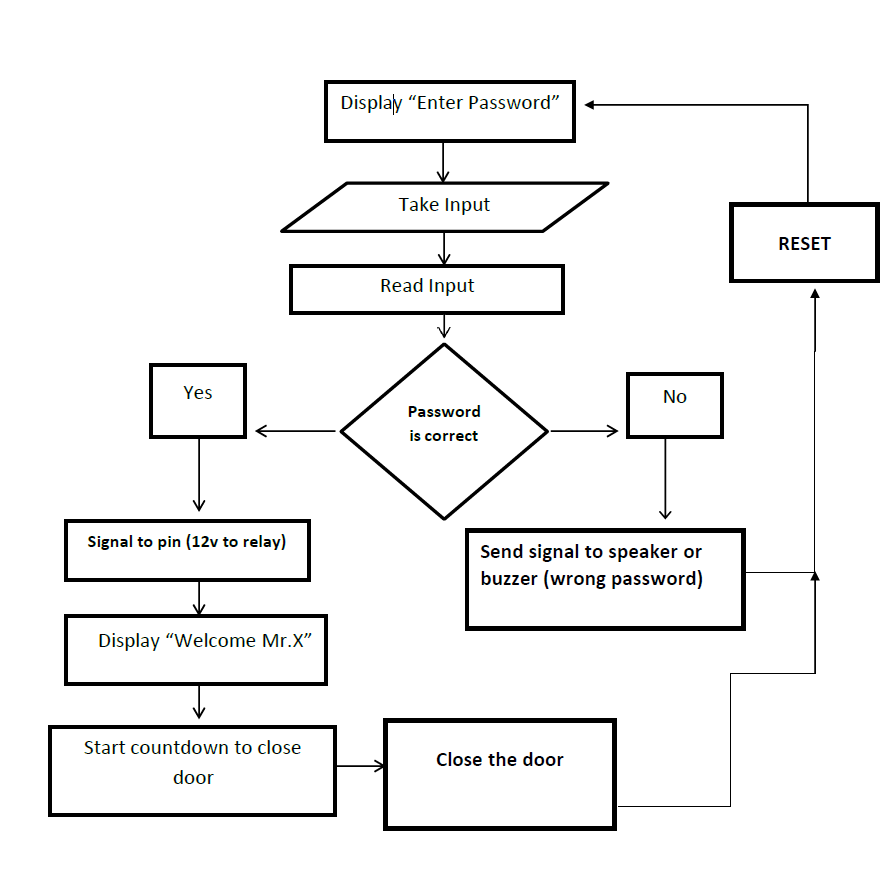 Display “Enter Password”
Take Input
RESET
Read Input
Yes
Password
is correct
No
Signal to pin (12v to relay)
Send signal to speaker or
buzzer (wrong password)
Display “Welcome Mr.X”
Start countdown to close
door
Close the door